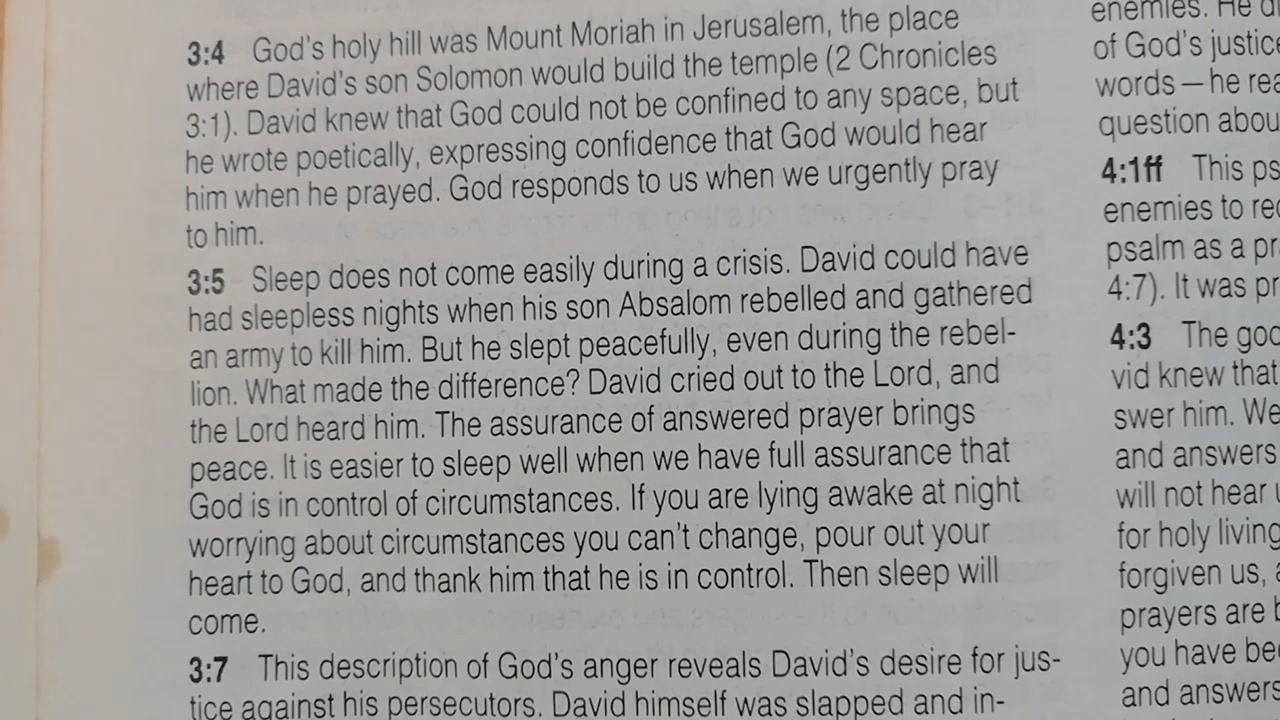 3:4 God's holy hill was Mount Moriah in Jerusalem, the place
where David's son Solomon would build the temple (2 Chronicles
3:1). David knew that God could not be confined to any space, but
he wrote poetically, expressing confidence that God would hear
him when he prayed. God responds to us when we urgently pray
to him.
3:5 Sleep does not come easily during a crisis. David could have
had sleepless nights when his son Absalom rebelled and gathered
an army to kill him. But he slept peacefully, even during the rebel-
lion. What made the difference? David cried out to the Lord, and
the Lord heard him. The assurance of answered prayer brings
peace. It is easier to sleep well when we have full assurance that
God is in control of circumstances. If you are lying awake at night
worrying about circumstances you can't change, pour out your
heart to God, and thank him that he is in control. Then sleep will
come.
3:7 This description of God's anger reveals David's desire for jus-
tice against his persecutors. David himself was slapped and in-
enemies. He
of God's justice
words — he
question
4:1ff This
enemies to
psalm as a
4:7). It was
4:3 The
vid knew that
swer him. We
and answers
will not hear
for holy living
forgiven us,
prayers are
you have
and answers